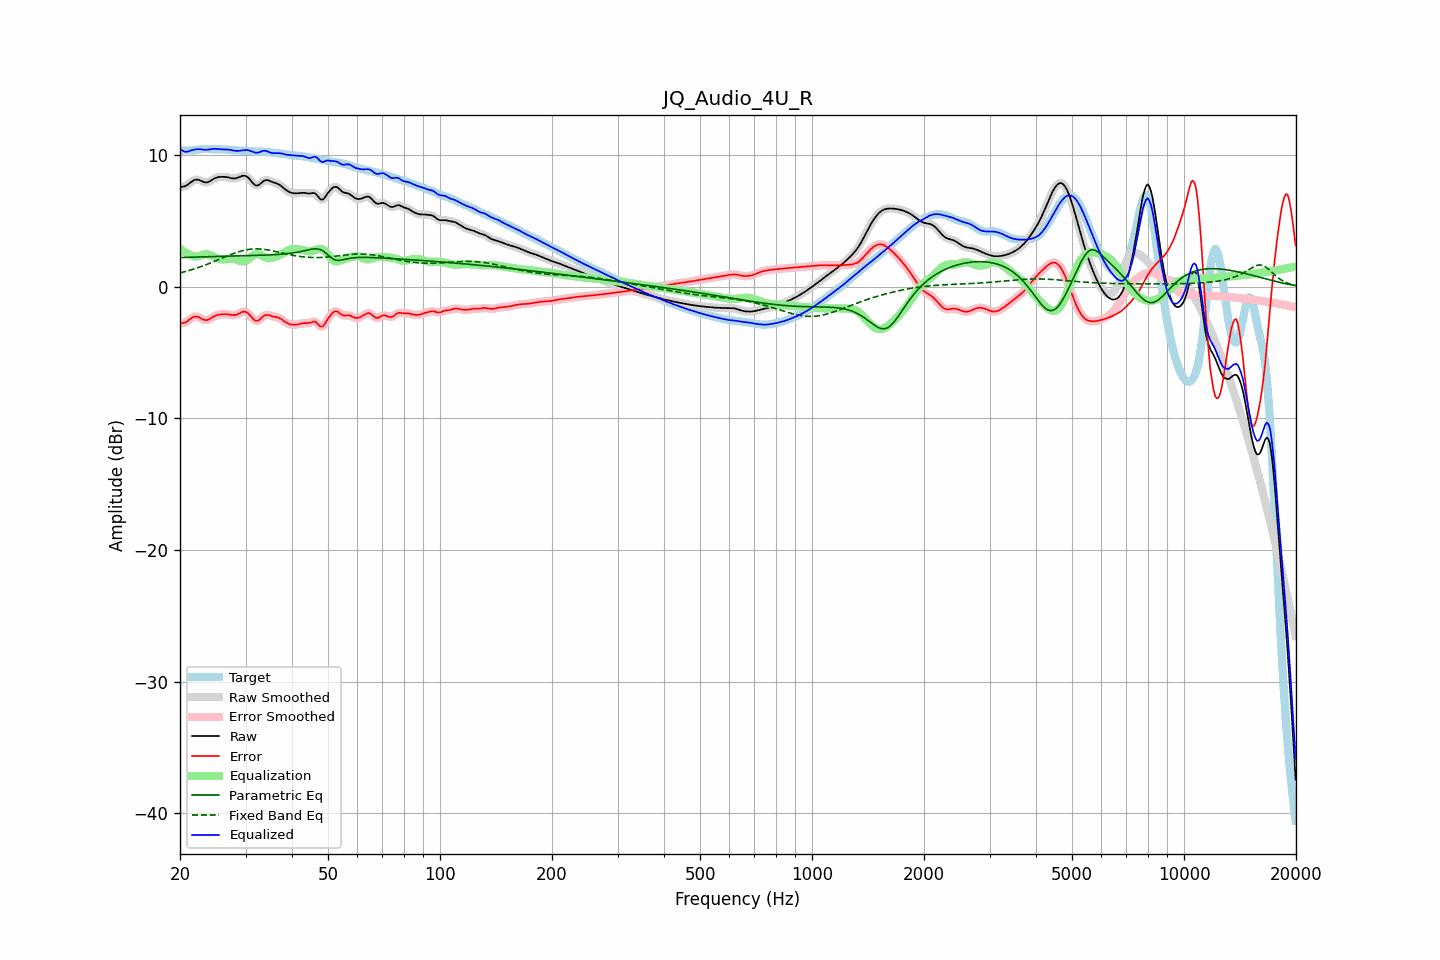 JQ_Audio_4U_R
10
0
−10
−20
−30
−40
Amplitude (dBr)
Target
Raw Smoothed
Error Smoothed
Raw
Error
Equalization
Parametric Eq
Fixed Band Eq
Equalized
20 50 100 200 500 1000 2000 5000 10000 20000
Frequency (Hz)